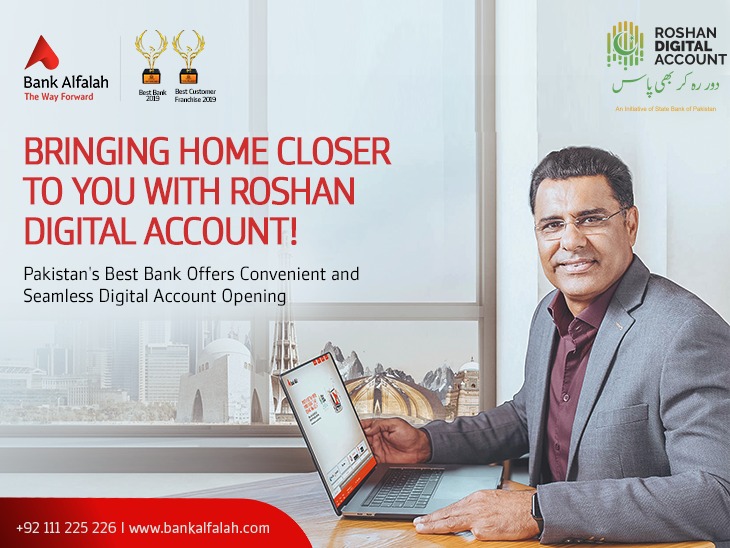 Bank Alfalah
The Way Forward
Best Bank
2019
Best Customer
Franchise 2019
ROSHAN
DIGITAL
ACCOUNT
دور رہ کر بھی پاس
An Initiative of State Bank of Pakistan
BRINGING HOME CLOSER
TO YOU WITH ROSHAN
DIGITAL ACCOUNT!
Pakistan's Best Bank Offers Convenient and
Seamless Digital Account Opening
+92 111 225 226 | www.bankalfalah.com